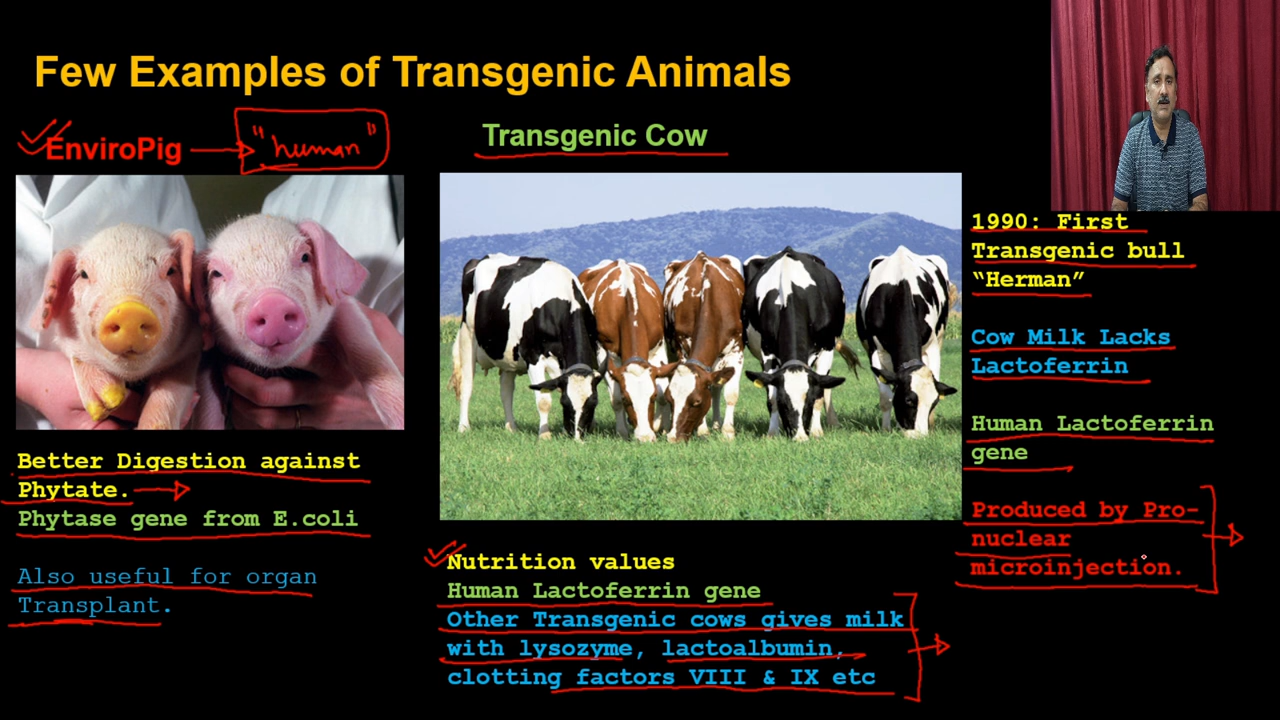 Few Examples of Transgenic Animals
EnviroPig
"human"
Better Digestion against
Phytate.
Phytase gene from E.coli
Also useful for organ
Transplant.
Transgenic Cow
Nutrition values
Human Lactoferrin gene
Other Transgenic cows gives milk
with lysozyme, lactoalbumin,
clotting factors VIII & IX etc
1990: First
Transgenic bull
“Herman”
Cow Milk Lacks
Lactoferrin
Human Lactoferrin
gene
Produced by Pro-
nuclear
microinjection.